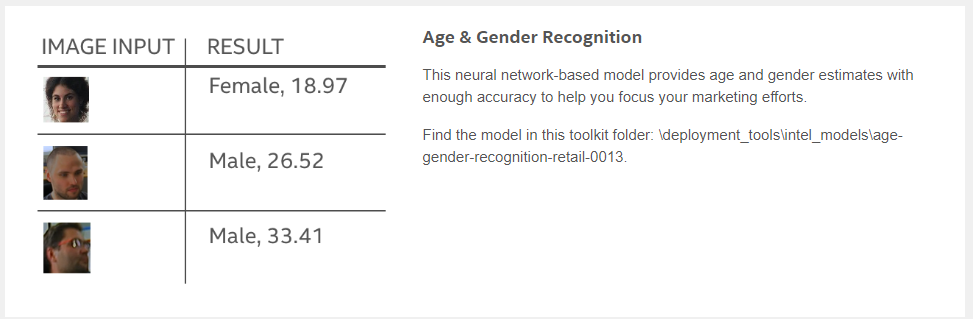 IMAGE INPUT RESULT
Female, 18.97
Male, 26.52
Male, 33.41
Age & Gender Recognition
This neural network-based model provides age and gender estimates with
enough accuracy to help you focus your marketing efforts.
Find the model in this toolkit folder: \deployment_tools\intel_models\age-
gender-recognition-retail-0013.